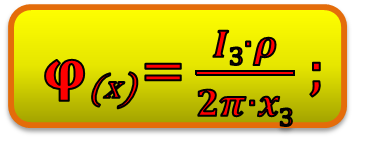 φ₍ₓ₎ = I₃·ρ / 2π·x₃ ;